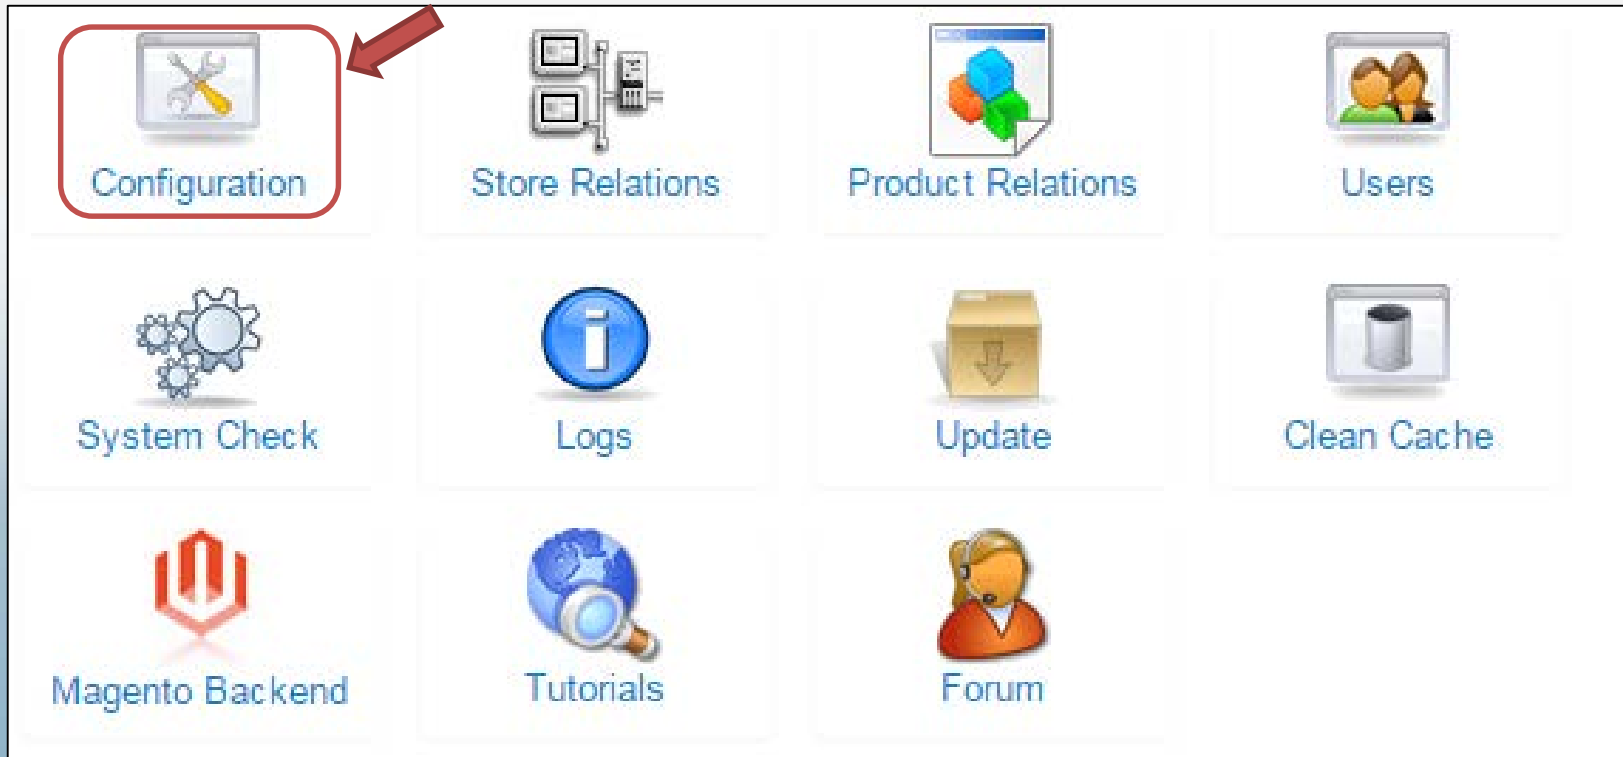 Configuration
Store Relations
Product Relations
Users
System Check
Logs
Update
Clean Cache
Magento Backend
Tutorials
Forum